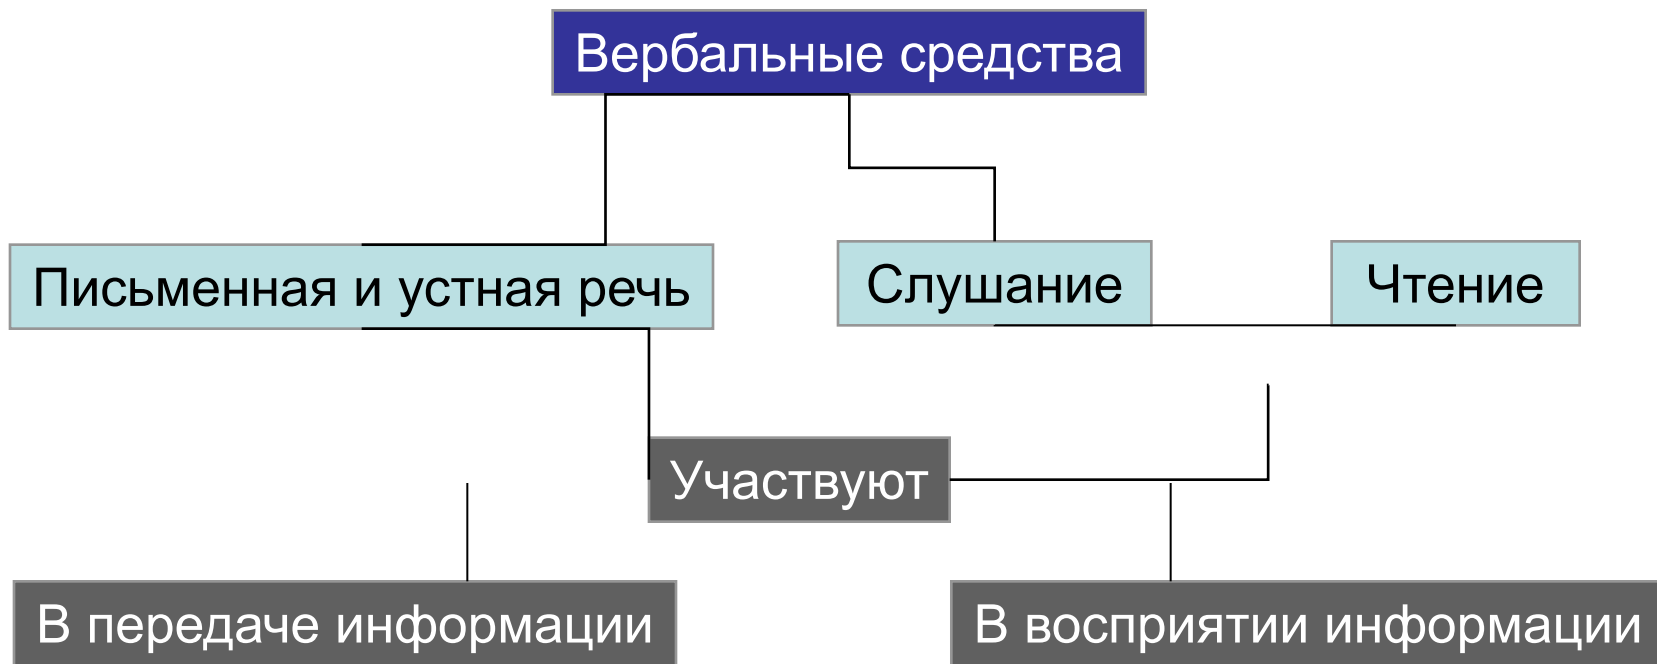 Вербальные средства
Письменная и устная речь
Слушание
Чтение
Участвуют
В передаче информации
В восприятии информации